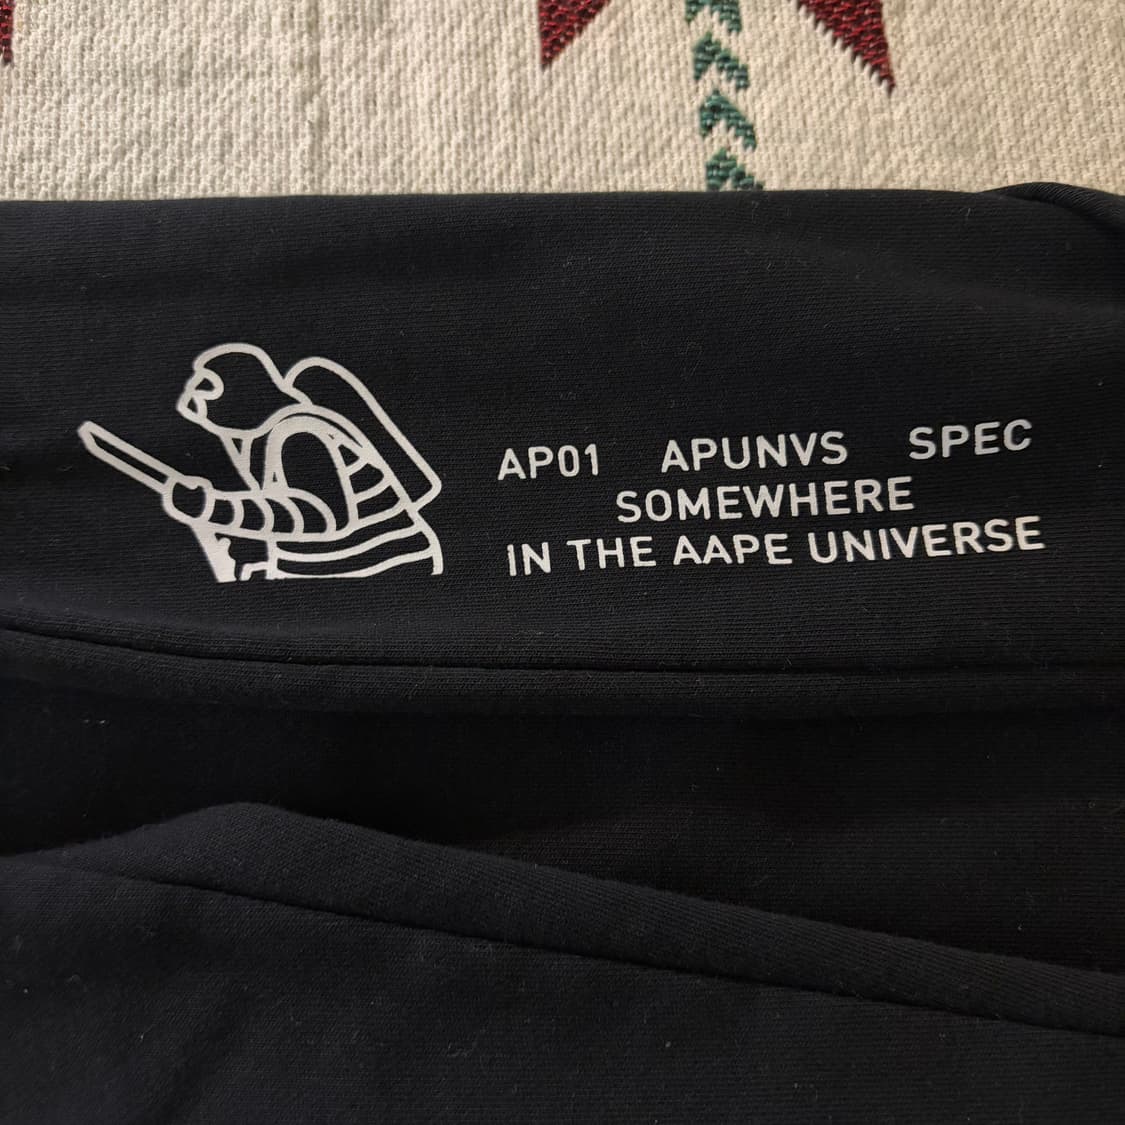 AP01 APUNVS SPEC
SOMEWHERE
IN THE AAPE UNIVERSE